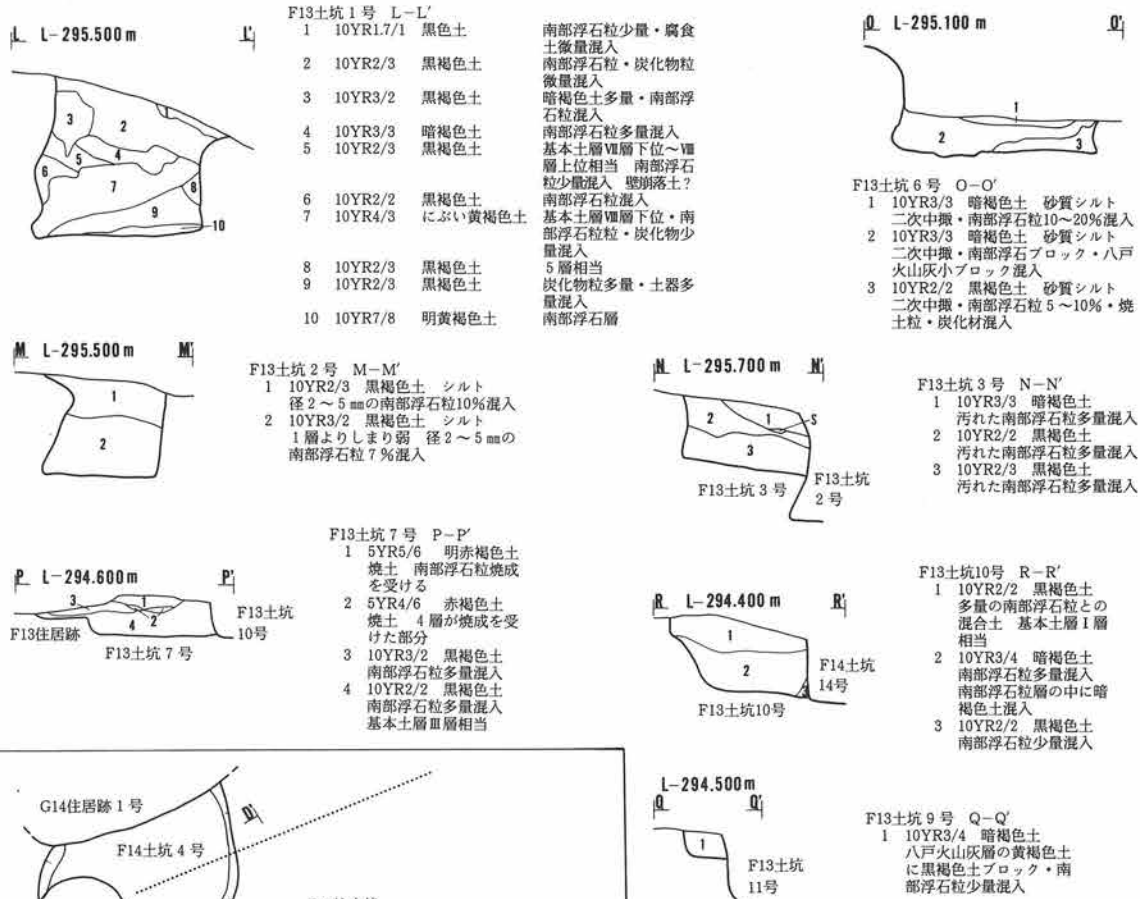 L L-295.500m L'
3
2
4
5
6
7
8
9
10
F13土坑1号 L-L'
1 10YR1.7/1 黒色土 南部浮石粒少量・腐食
土微量混入
2 10YR2/3 黒褐色土 南部浮石粒・炭化物粒
微量混入
3 10YR3/2 黒褐色土 暗褐色土多量・南部浮
石粒混入
4 10YR3/3 暗褐色土 南部浮石粒多量混入
5 10YR2/3 黒褐色土 基本土層Ⅶ層下位~Ⅷ
層上位相当 南部浮石
粒少量混入 壁崩落土?
6 10YR2/2 黒褐色土 南部浮石粒混入
7 10YR4/3 にぶい黄褐色土 基本土層Ⅷ層下位・南
部浮石粒粒・炭化物少
量混入
8 10YR2/3 黒褐色土 5層相当
9 10YR2/3 黒褐色土 炭化物粒多量・土器多
量混入
10 10YR7/8 明黄褐色土 南部浮石層
O L-295.100m O'
1
2
3
F13土坑6号 O-O'
1 10YR3/3 暗褐色土 砂質シルト
二次中掫・南部浮石粒10~20%混入
2 10YR3/3 暗褐色土 砂質シルト
二次中掫・南部浮石ブロック・八戸
火山灰小ブロック混入
3 10YR2/2 黒褐色土 砂質シルト
二次中掫・南部浮石粒5~10%・焼
土粒・炭化材混入
M L-295.500m M'
1
2
F13土坑2号 M-M'
1 10YR2/3 黒褐色土 シルト
径2~5㎜の南部浮石粒10%混入
2 10YR3/2 黒褐色土 シルト
1層よりしまり弱 径2~5㎜の
南部浮石粒7%混入
N L-295.700m N'
2
1
S
3
F13土坑3号
F13土坑
2号
F13土坑3号 N-N'
1 10YR3/3 暗褐色土
汚れた南部浮石粒多量混入
2 10YR2/2 黒褐色土
汚れた南部浮石粒多量混入
3 10YR2/3 黒褐色土
汚れた南部浮石粒多量混入
P L-294.600m P'
3
1
2
4
F13住居跡
F13土坑7号
F13土坑
10号
F13土坑7号 P-P'
1 5YR5/6 明赤褐色土
焼土 南部浮石粒焼成
を受ける
2 5YR4/6 赤褐色土
焼土 4層が焼成を受
けた部分
3 10YR3/2 黒褐色土
南部浮石粒多量混入
4 10YR2/2 黒褐色土
南部浮石粒多量混入
基本土層Ⅲ層相当
R L-294.400m R'
1
2
3
F13土坑10号
F14土坑
14号
F13土坑10号 R-R'
1 10YR2/2 黒褐色土
多量の南部浮石粒との
混合土 基本土層Ⅰ層
相当
2 10YR3/4 暗褐色土
南部浮石粒多量混入
南部浮石粒層の中に暗
褐色土混入
3 10YR2/2 黒褐色土
南部浮石粒少量混入
G14住居跡1号
F14土坑4号
D'
L-294.500m
Q Q'
1
F13土坑
11号
F13土坑9号 Q-Q'
1 10YR3/4 暗褐色土
八戸火山灰層の黄褐色土
に黒褐色土ブロック・南
部浮石粒少量混入